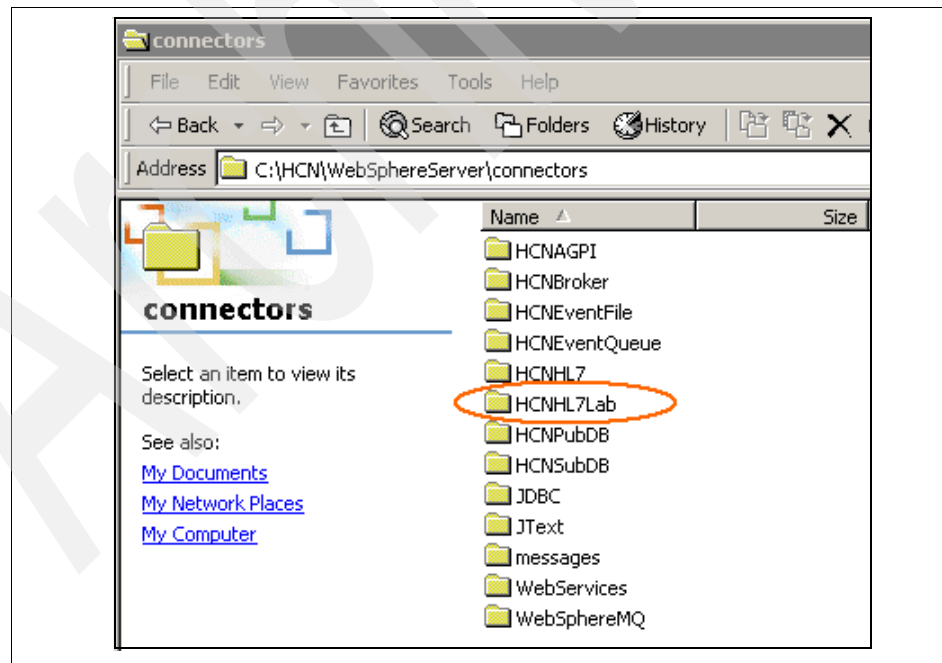 connectors
File Edit View Favorites Tools Help
Back Search Folders History
Address C:\HCN\WebSphereServer\connectors
Name Size
HCNAGPI
HCNBroker
HCNEventFile
HCNEventQueue
HCNHL7
HCNHL7Lab
HCNPubDB
HCNSubDB
JDBC
JText
messages
WebServices
WebSphereMQ
connectors
Select an item to view its
description.
See also:
My Documents
My Network Places
My Computer